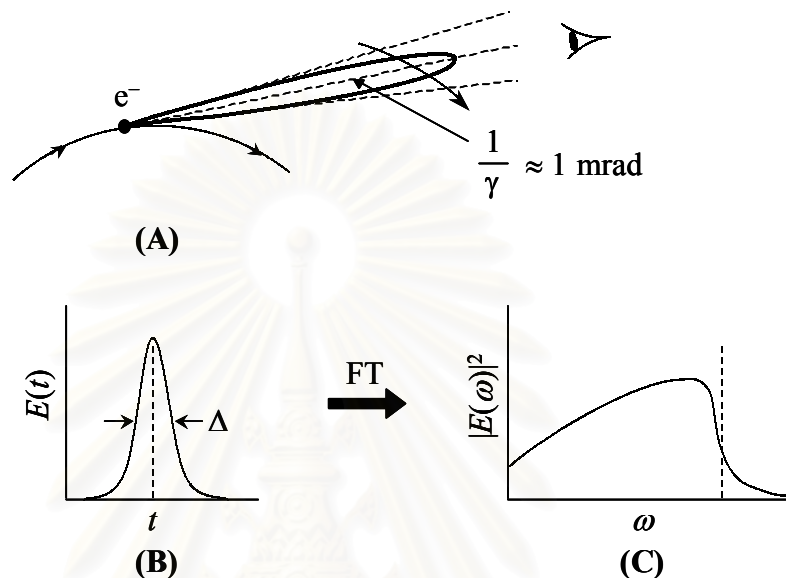 e⁻
1/γ ≈ 1 mrad
(A)
E(t)
Δ
t
(B)
FT
|E(ω)|²
ω
(C)